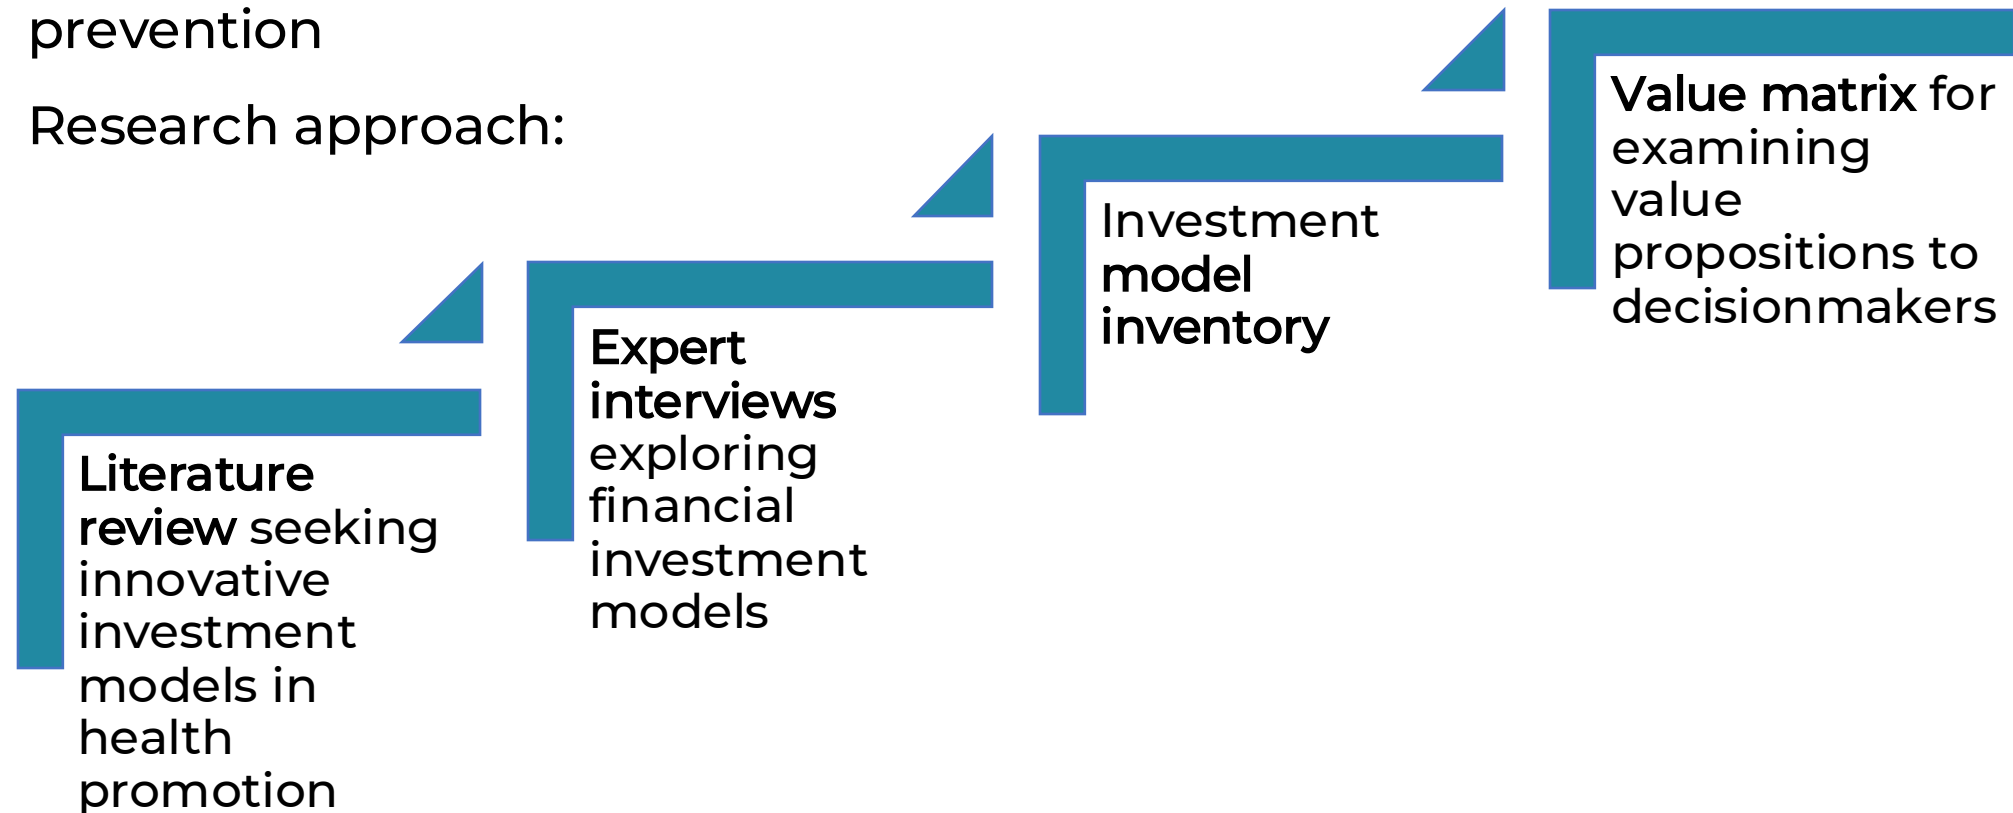 prevention
Research approach:
Literature
review seeking
innovative
investment
models in
health
promotion
Expert
interviews
exploring
financial
investment
models
Investment
model
inventory
Value matrix for
examining
value
propositions to
decisionmakers